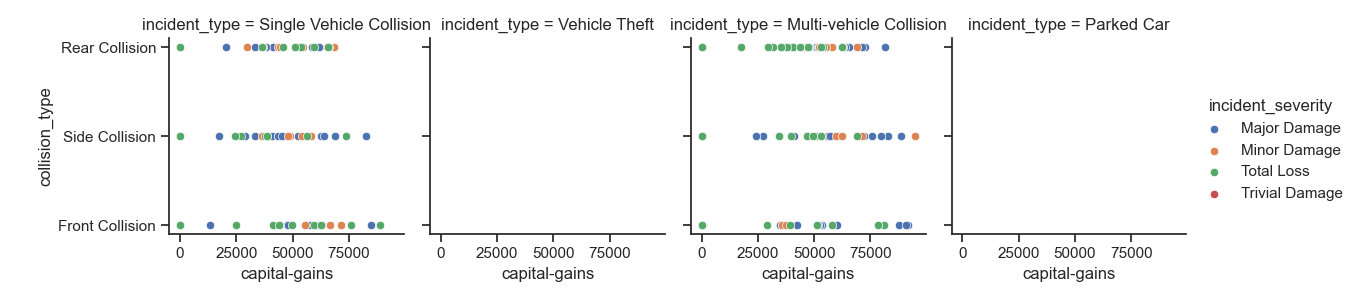 incident_type = Single Vehicle Collision
incident_type = Vehicle Theft
incident_type = Multi-vehicle Collision
incident_type = Parked Car
collision_type
Rear Collision
Side Collision
Front Collision
0 25000 50000 75000
0 25000 50000 75000
0 25000 50000 75000
0 25000 50000 75000
capital-gains
capital-gains
capital-gains
capital-gains
incident_severity
Major Damage
Minor Damage
Total Loss
Trivial Damage